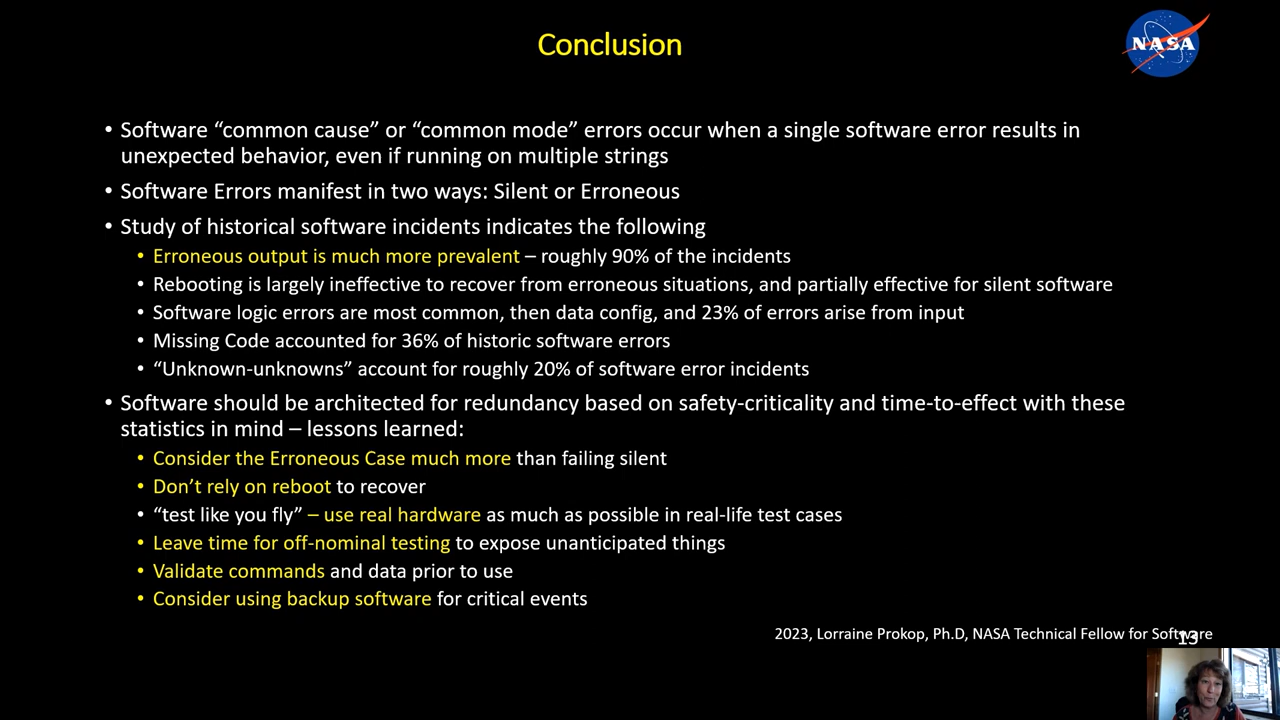 Conclusion
NASA
• Software “common cause” or “common mode” errors occur when a single software error results in
unexpected behavior, even if running on multiple strings
• Software Errors manifest in two ways: Silent or Erroneous
• Study of historical software incidents indicates the following
• Erroneous output is much more prevalent – roughly 90% of the incidents
• Rebooting is largely ineffective to recover from erroneous situations, and partially effective for silent software
• Software logic errors are most common, then data config, and 23% of errors arise from input
• Missing Code accounted for 36% of historic software errors
• “Unknown-unknowns” account for roughly 20% of software error incidents
• Software should be architected for redundancy based on safety-criticality and time-to-effect with these
statistics in mind – lessons learned:
• Consider the Erroneous Case much more than failing silent
• Don’t rely on reboot to recover
• “test like you fly” – use real hardware as much as possible in real-life test cases
• Leave time for off-nominal testing to expose unanticipated things
• Validate commands and data prior to use
• Consider using backup software for critical events
2023, Lorraine Prokop, Ph.D, NASA Technical Fellow for Software
13